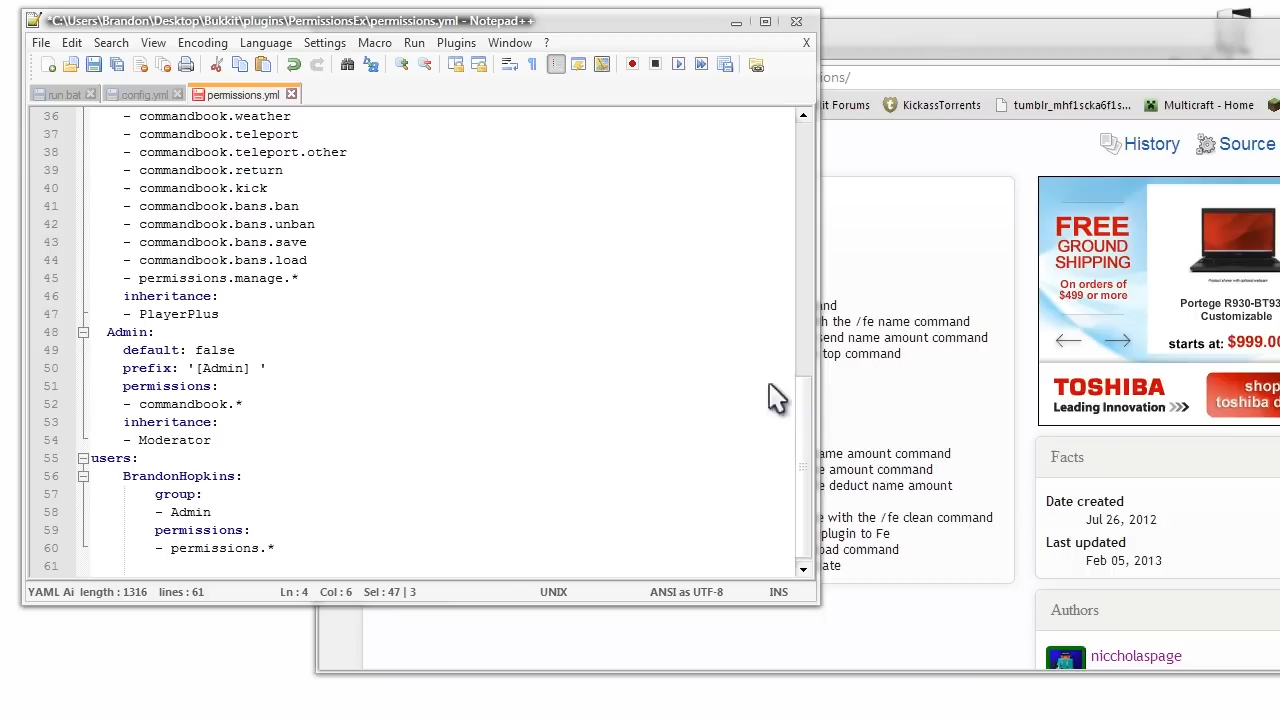 *C:\Users\Brandon\Desktop\Bukkit\plugins\PermissionsEx\permissions.yml - Notepad++
File Edit Search View Encoding Language Settings Macro Run Plugins Window ? X
run.bat config.yml permissions.yml
36 - commandbook.weather
37 - commandbook.teleport
38 - commandbook.teleport.other
39 - commandbook.return
40 - commandbook.kick
41 - commandbook.bans.ban
42 - commandbook.bans.unban
43 - commandbook.bans.save
44 - commandbook.bans.load
45 - permissions.manage.*
46 inheritance:
47 - PlayerPlus
48 Admin:
49 default: false
50 prefix: '[Admin] '
51 permissions:
52 - commandbook.*
53 inheritance:
54 - Moderator
55 users:
56 BrandonHopkins:
57 group:
58 - Admin
59 permissions:
60 - permissions.*
61
YAML Ai length : 1316 lines : 61 Ln : 4 Col : 6 Sel : 47 | 3 UNIX ANSI as UTF-8 INS
ons/
it Forums KickassTorrents tumblr_mhf1scka6f1s... Multicraft - Home
History Source
nd
h the /fe name command
send name amount command
top command
ame amount command
e amount command
e deduct name amount
e with the /fe clean command
plugin to Fe
oad command
ate
FREE
GROUND
SHIPPING
On orders of
$499 or more
Portege R930-BT93
Customizable
starts at: $999.00
TOSHIBA
Leading Innovation >>>
shop
toshiba d
Facts
Date created
Jul 26, 2012
Last updated
Feb 05, 2013
Authors
niccholaspage